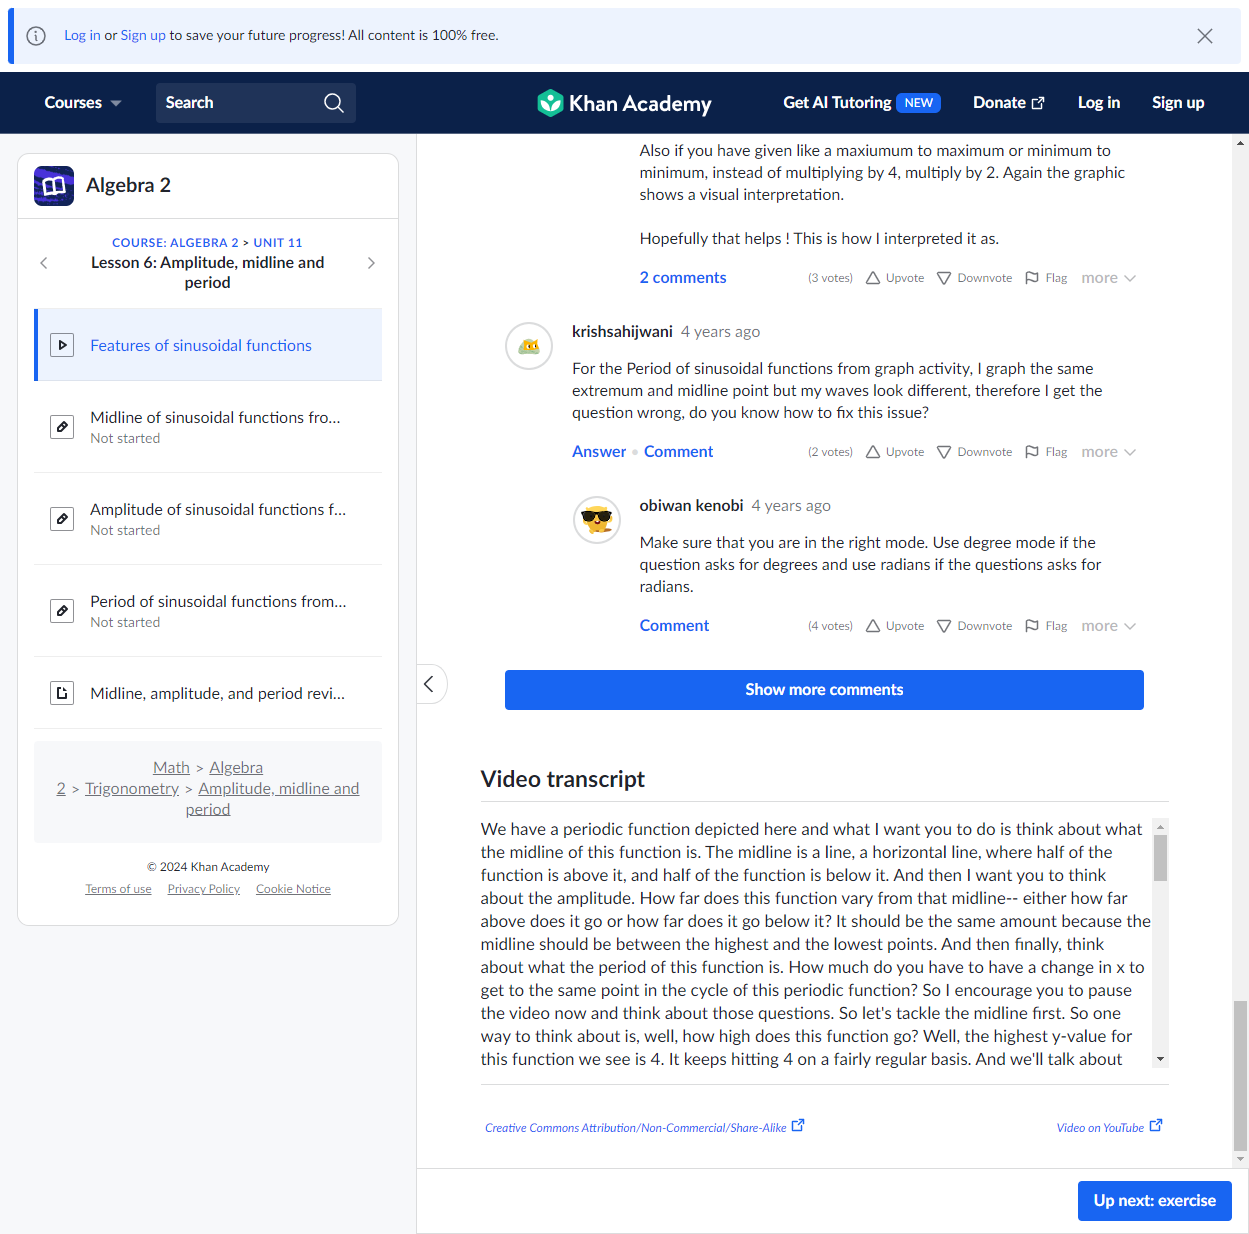 Log in or Sign up to save your future progress! All content is 100% free.
Courses
Search
Khan Academy
Get AI Tutoring NEW
Donate
Log in
Sign up
Algebra 2
COURSE: ALGEBRA 2 > UNIT 11
Lesson 6: Amplitude, midline and
period
Features of sinusoidal functions
Midline of sinusoidal functions fro...
Not started
Amplitude of sinusoidal functions f...
Not started
Period of sinusoidal functions from...
Not started
Midline, amplitude, and period revi...
Math > Algebra
2 > Trigonometry > Amplitude, midline and
period
© 2024 Khan Academy
Terms of use Privacy Policy Cookie Notice
Also if you have given like a maxiumum to maximum or minimum to
minimum, instead of multiplying by 4, multiply by 2. Again the graphic
shows a visual interpretation.
Hopefully that helps ! This is how I interpreted it as.
2 comments (3 votes) Upvote Downvote Flag more
krishsahijwani 4 years ago
For the Period of sinusoidal functions from graph activity, I graph the same
extremum and midline point but my waves look different, therefore I get the
question wrong, do you know how to fix this issue?
Answer • Comment (2 votes) Upvote Downvote Flag more
obiwan kenobi 4 years ago
Make sure that you are in the right mode. Use degree mode if the
question asks for degrees and use radians if the questions asks for
radians.
Comment (4 votes) Upvote Downvote Flag more
Show more comments
Video transcript
We have a periodic function depicted here and what I want you to do is think about what
the midline of this function is. The midline is a line, a horizontal line, where half of the
function is above it, and half of the function is below it. And then I want you to think
about the amplitude. How far does this function vary from that midline-- either how far
above does it go or how far does it go below it? It should be the same amount because the
midline should be between the highest and the lowest points. And then finally, think
about what the period of this function is. How much do you have to have a change in x to
get to the same point in the cycle of this periodic function? So I encourage you to pause
the video now and think about those questions. So let's tackle the midline first. So one
way to think about is, well, how high does this function go? Well, the highest y-value for
this function we see is 4. It keeps hitting 4 on a fairly regular basis. And we'll talk about
Creative Commons Attribution/Non-Commercial/Share-Alike
Video on YouTube
Up next: exercise